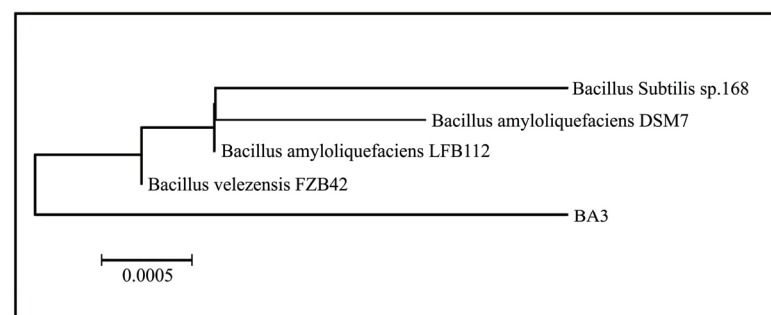 Bacillus Subtilis sp.168
Bacillus amyloliquefaciens DSM7
Bacillus amyloliquefaciens LFB112
Bacillus velezensis FZB42
BA3
0.0005